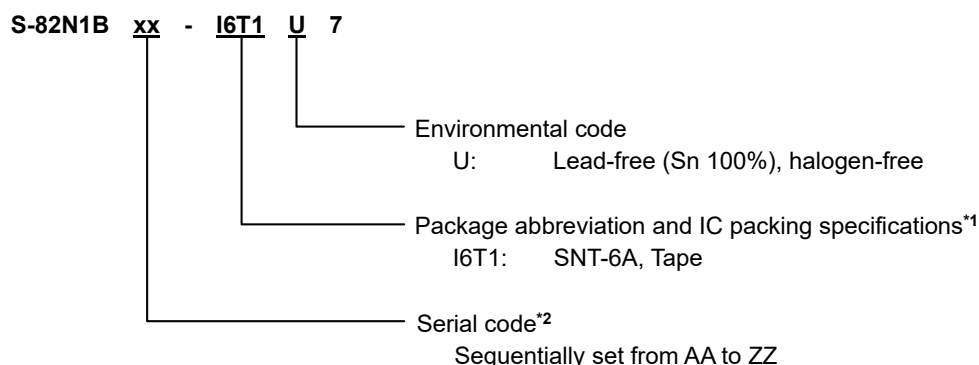 S-82N1B xx - I6T1 U 7
Environmental code
U: Lead-free (Sn 100%), halogen-free
Package abbreviation and IC packing specifications*1
I6T1: SNT-6A, Tape
Serial code*2
Sequentially set from AA to ZZ